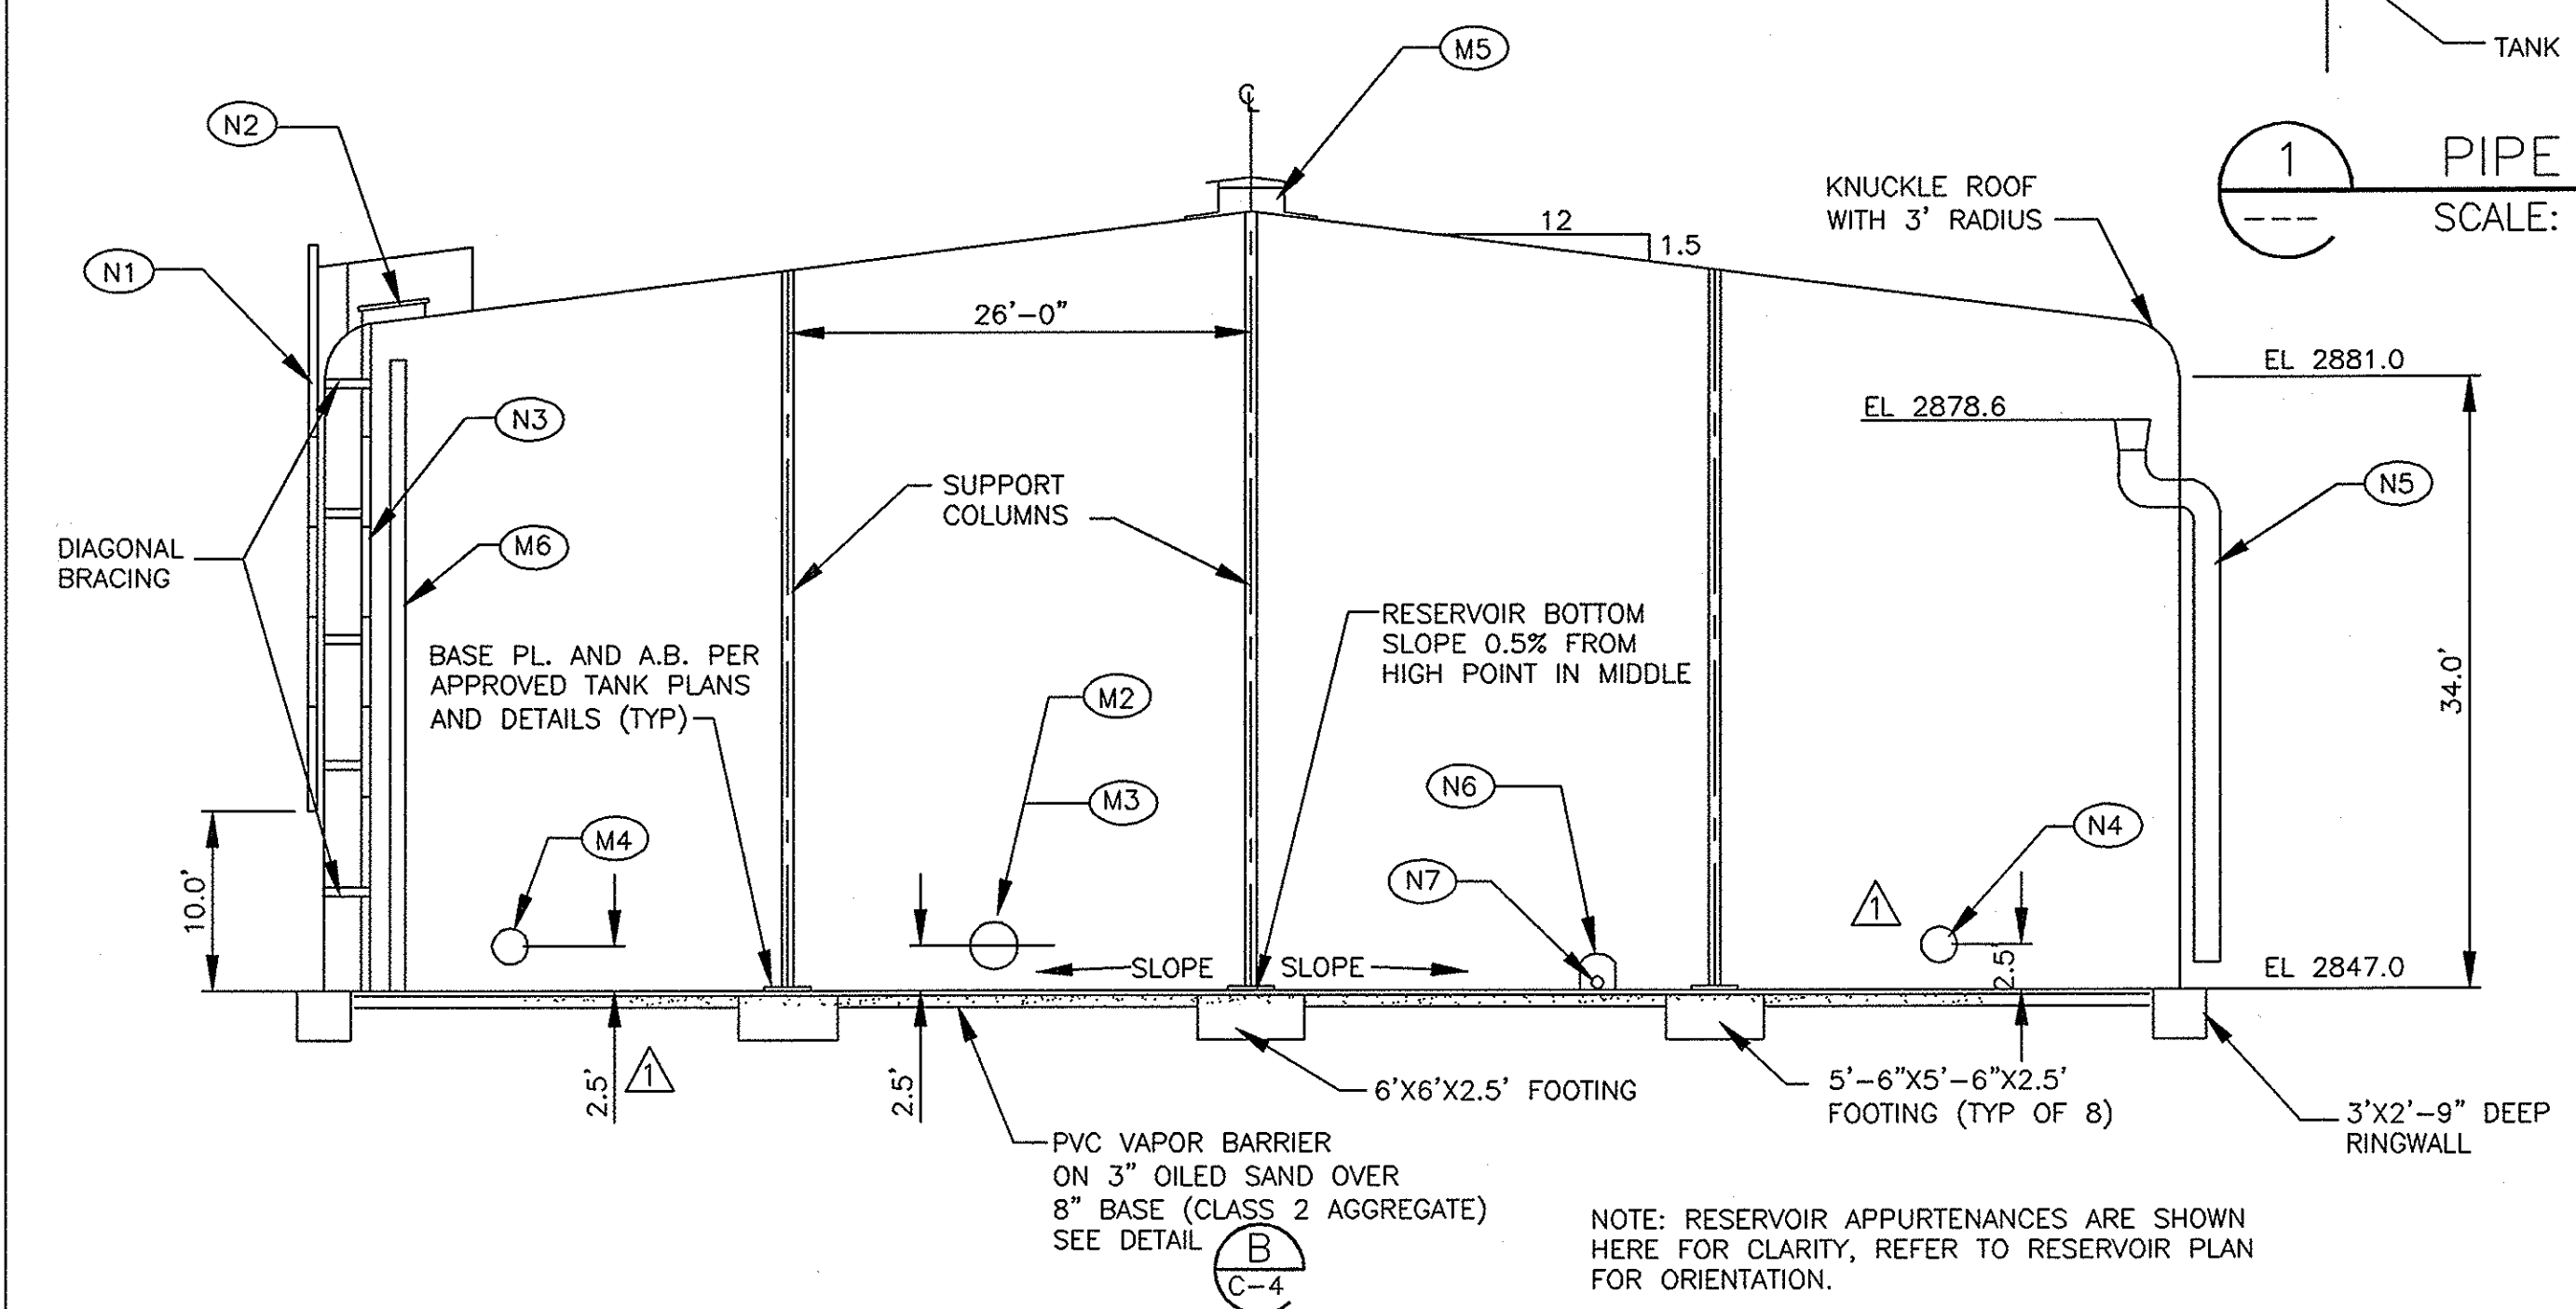 M5
TANK
N2
℄
1
PIPE
---
SCALE:
KNUCKLE ROOF
WITH 3' RADIUS
N1
12
1.5
26'-0"
EL 2881.0
EL 2878.6
N3
N5
SUPPORT
COLUMNS
M6
DIAGONAL
BRACING
34.0'
RESERVOIR BOTTOM
SLOPE 0.5% FROM
HIGH POINT IN MIDDLE
BASE PL. AND A.B. PER
APPROVED TANK PLANS
AND DETAILS (TYP)
M2
M3
N6
N4
M4
N7
10.0'
1
SLOPE
SLOPE
2.5'
EL 2847.0
2.5'
1
2.5'
6'X6'X2.5' FOOTING
5'-6"X5'-6"X2.5'
FOOTING (TYP OF 8)
3'X2'-9" DEEP
RINGWALL
PVC VAPOR BARRIER
ON 3" OILED SAND OVER
8" BASE (CLASS 2 AGGREGATE)
SEE DETAIL
B
C-4
NOTE: RESERVOIR APPURTENANCES ARE SHOWN
HERE FOR CLARITY, REFER TO RESERVOIR PLAN
FOR ORIENTATION.